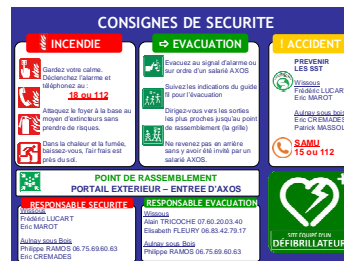 CONSIGNES DE SECURITE
INCENDIE
Gardez votre calme.
Déclenchez l'alarme et
téléphonez au :
18 ou 112
Attaquez le foyer à la base au
moyen d'extincteurs sans
prendre de risques.
Dans la chaleur et la fumée,
baissez-vous, l'air frais est
près du sol.
⇨ EVACUATION
Evacuez au signal d'alarme ou
sur ordre d'un salarié AXOS
Suivez les indications du guide
et pour l'évacuation
Dirigez-vous vers les sorties
les plus proches jusqu'au point
de rassemblement (la grille)
Ne revenez pas en arrière
sans y avoir été invité par un
salarié AXOS.
! ACCIDENT
PREVENIR
LES SST
Wissous
Frédéric LUCAR
Eric MAROT
Aulnay sous Bois
Eric CREMADES
Patrick MASSOL
SAMU
15 ou 112
POINT DE RASSEMBLEMENT
PORTAIL EXTERIEUR – ENTREE D'AXOS
RESPONSABLE SECURITE
Wissous
Frédéric LUCART
Eric MAROT
Aulnay sous Bois
Philippe RAMOS 06.75.69.60.63
Eric CREMADES
RESPONSABLE EVACUATION
Wissous
Alain TRICOCHE 07.60.20.03.40
Elisabeth FLEURY 06.83.42.79.17
Aulnay sous Bois
Philippe RAMOS 06.75.69.60.63
SITE ÉQUIPÉ D'UN
DÉFIBRILLATEUR